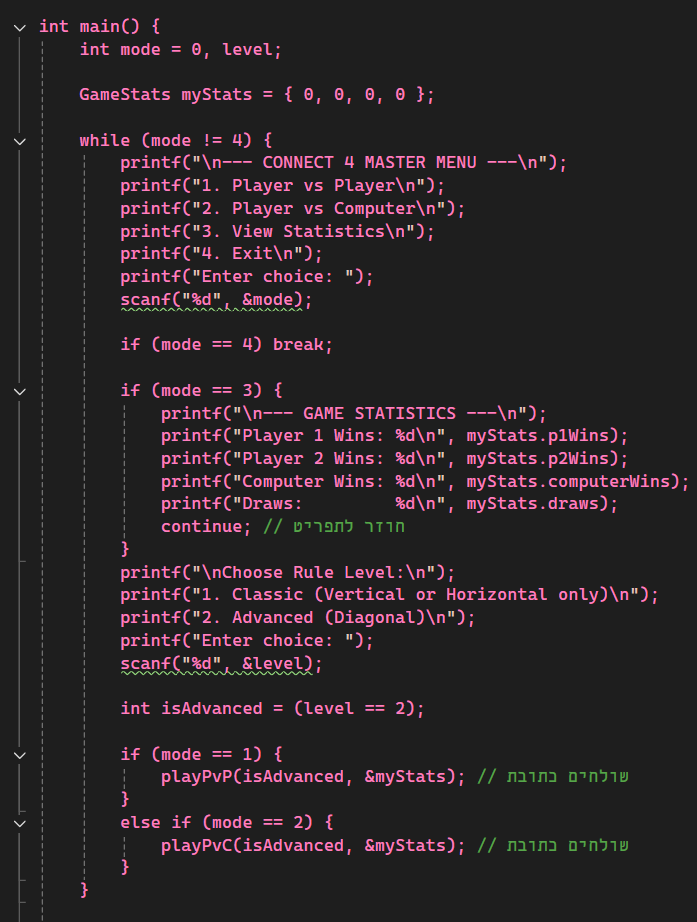 int main() {
    int mode = 0, level;

    GameStats myStats = { 0, 0, 0, 0 };

    while (mode != 4) {
        printf("\n--- CONNECT 4 MASTER MENU ---\n");
        printf("1. Player vs Player\n");
        printf("2. Player vs Computer\n");
        printf("3. View Statistics\n");
        printf("4. Exit\n");
        printf("Enter choice: ");
        scanf("%d", &mode);

        if (mode == 4) break;

        if (mode == 3) {
            printf("\n--- GAME STATISTICS ---\n");
            printf("Player 1 Wins: %d\n", myStats.p1Wins);
            printf("Player 2 Wins: %d\n", myStats.p2Wins);
            printf("Computer Wins: %d\n", myStats.computerWins);
            printf("Draws:         %d\n", myStats.draws);
            continue; // חוזר לתפריט
        }
        printf("\nChoose Rule Level:\n");
        printf("1. Classic (Vertical or Horizontal only)\n");
        printf("2. Advanced (Diagonal)\n");
        printf("Enter choice: ");
        scanf("%d", &level);

        int isAdvanced = (level == 2);

        if (mode == 1) {
            playPvP(isAdvanced, &myStats); // שולחים כתובת
        }
        else if (mode == 2) {
            playPvC(isAdvanced, &myStats); // שולחים כתובת
        }
    }